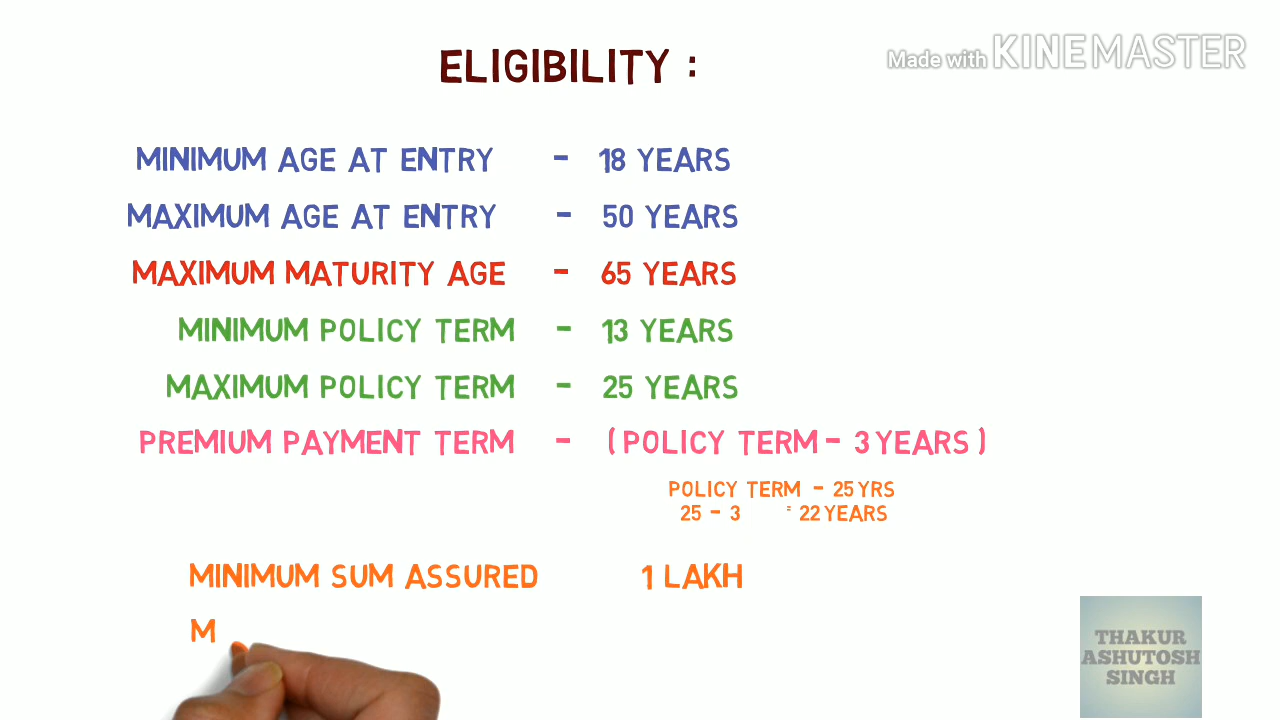 ELIGIBILITY :
Made with KINEMASTER
MINIMUM AGE AT ENTRY - 18 YEARS
MAXIMUM AGE AT ENTRY - 50 YEARS
MAXIMUM MATURITY AGE - 65 YEARS
MINIMUM POLICY TERM - 13 YEARS
MAXIMUM POLICY TERM - 25 YEARS
PREMIUM PAYMENT TERM - (POLICY TERM - 3 YEARS)
POLICY TERM - 25 YRS
25 - 3 = 22 YEARS
MINIMUM SUM ASSURED 1 LAKH
M
THAKUR
ASHUTOSH
SINGH